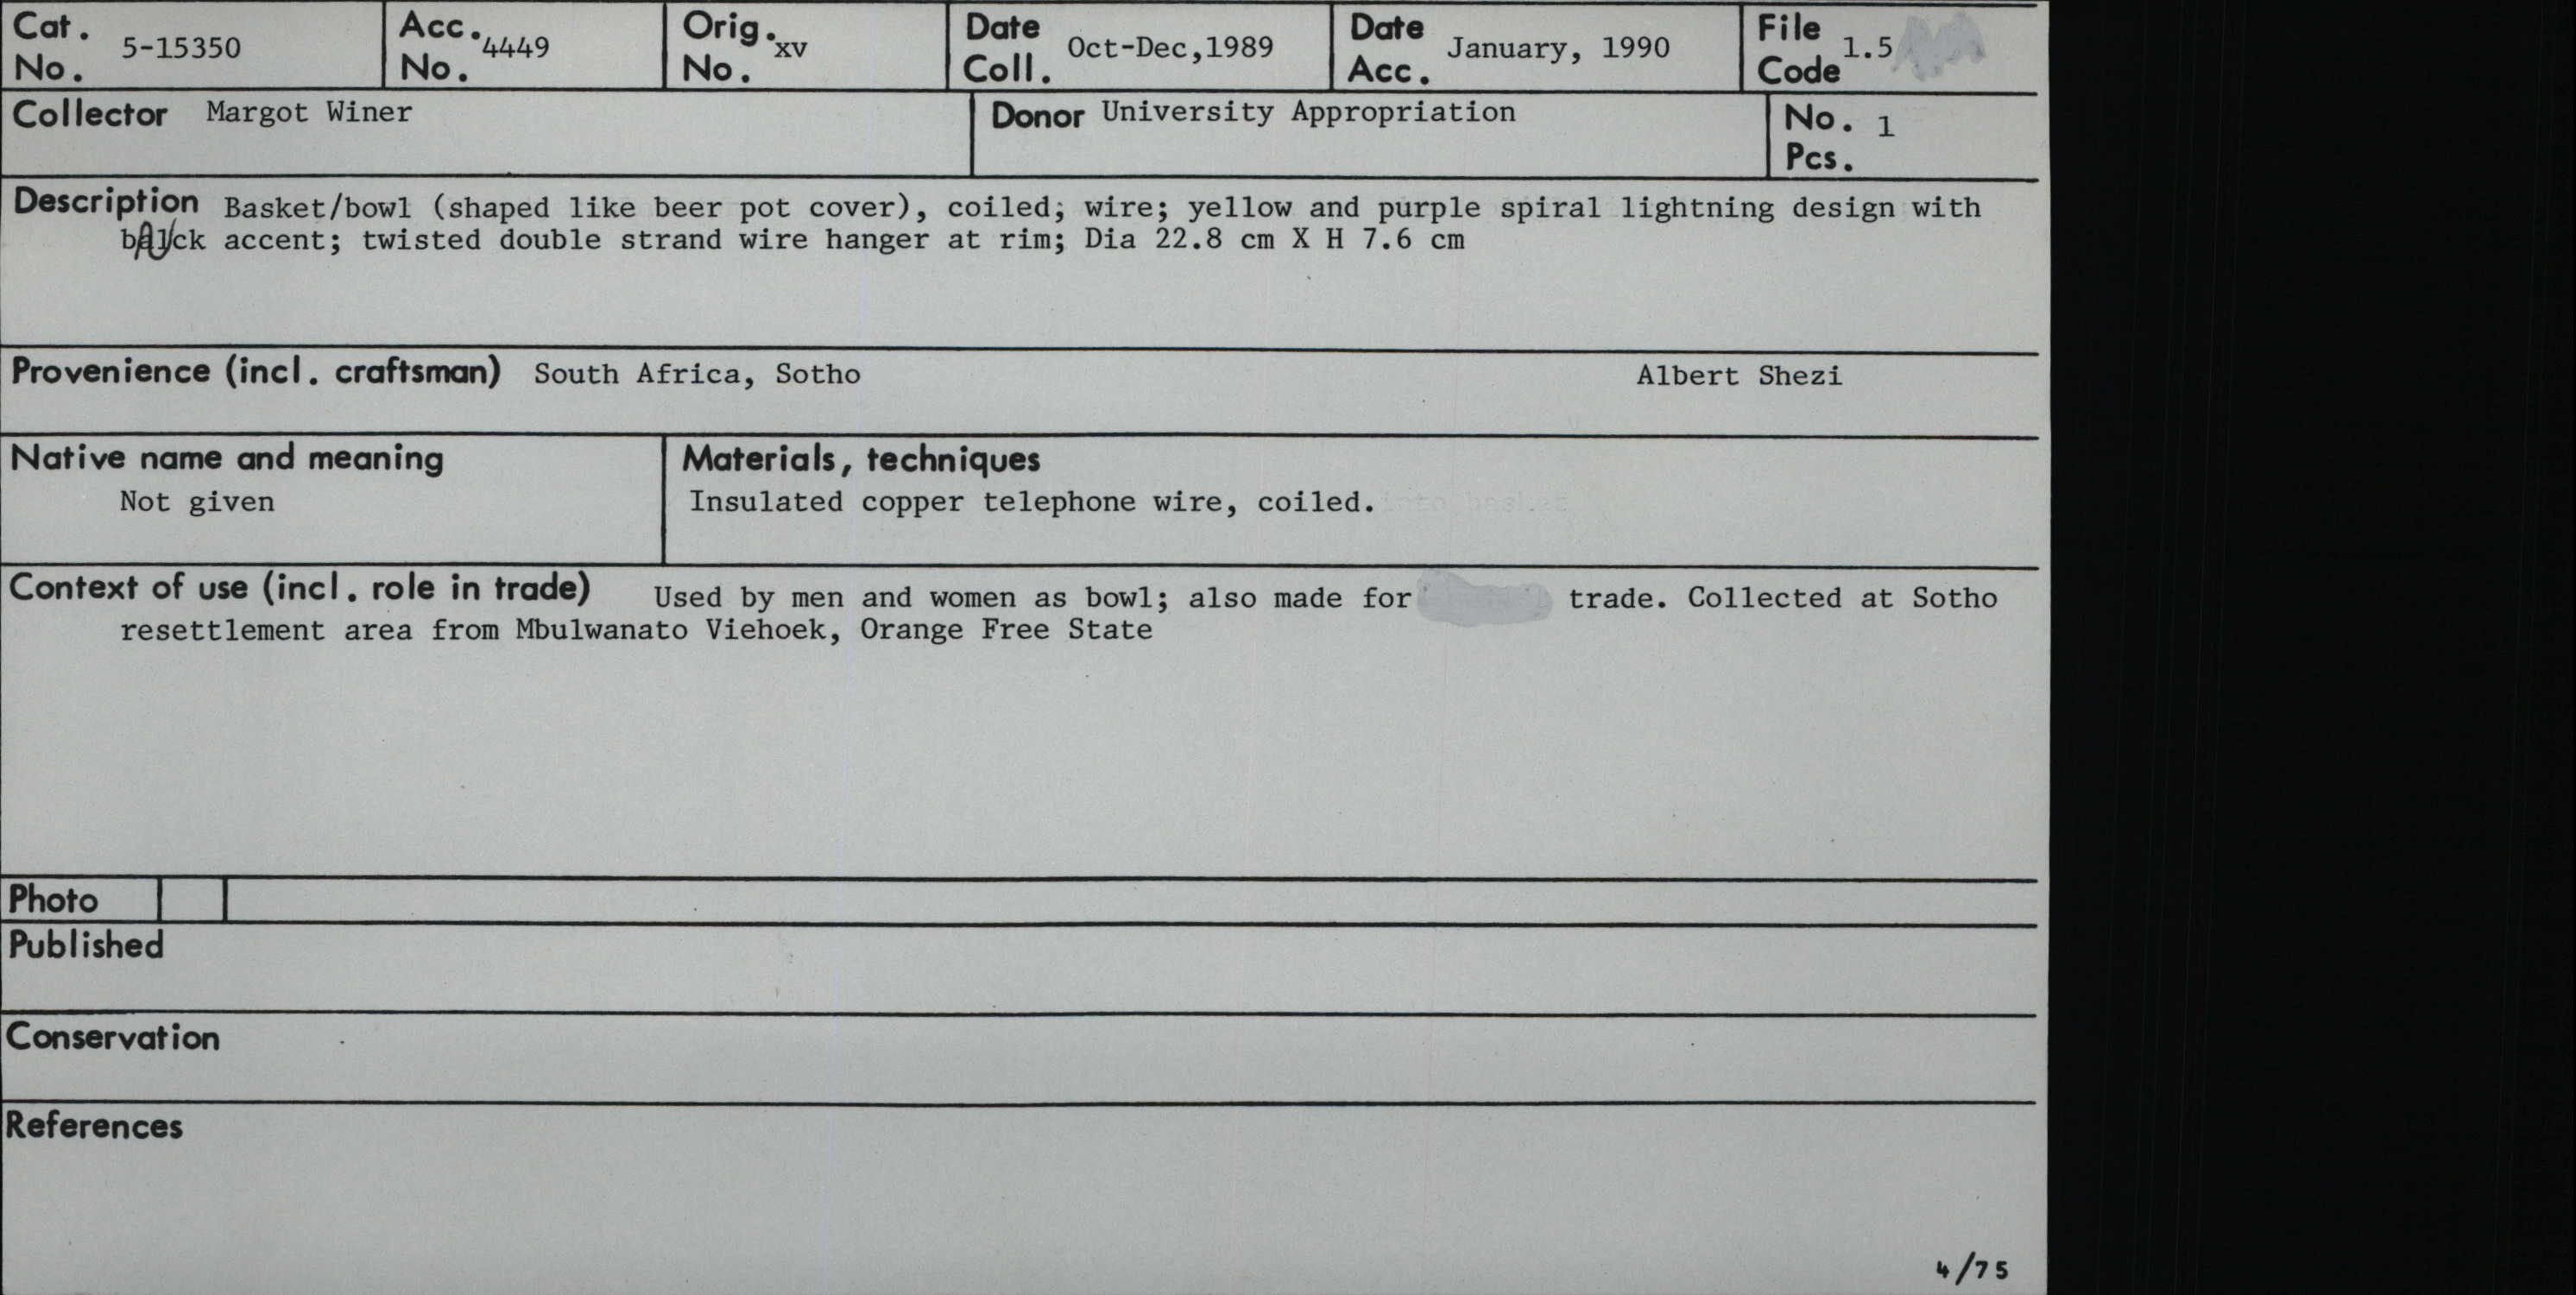 Cat. No. 5-15350 Acc. No. 4449 Orig. No. xv Date Coll. Oct-Dec,1989 Date Acc. January, 1990 File Code 1.5
Collector Margot Winer Donor University Appropriation No. Pcs. 1
Description Basket/bowl (shaped like beer pot cover), coiled; wire; yellow and purple spiral lightning design with
balck accent; twisted double strand wire hanger at rim; Dia 22.8 cm X H 7.6 cm
Provenience (incl. craftsman) South Africa, Sotho Albert Shezi
Native name and meaning Materials, techniques
Not given Insulated copper telephone wire, coiled.
Context of use (incl. role in trade) Used by men and women as bowl; also made for trade. Collected at Sotho
resettlement area from Mbulwanato Viehoek, Orange Free State
Photo
Published
Conservation
References
4/75